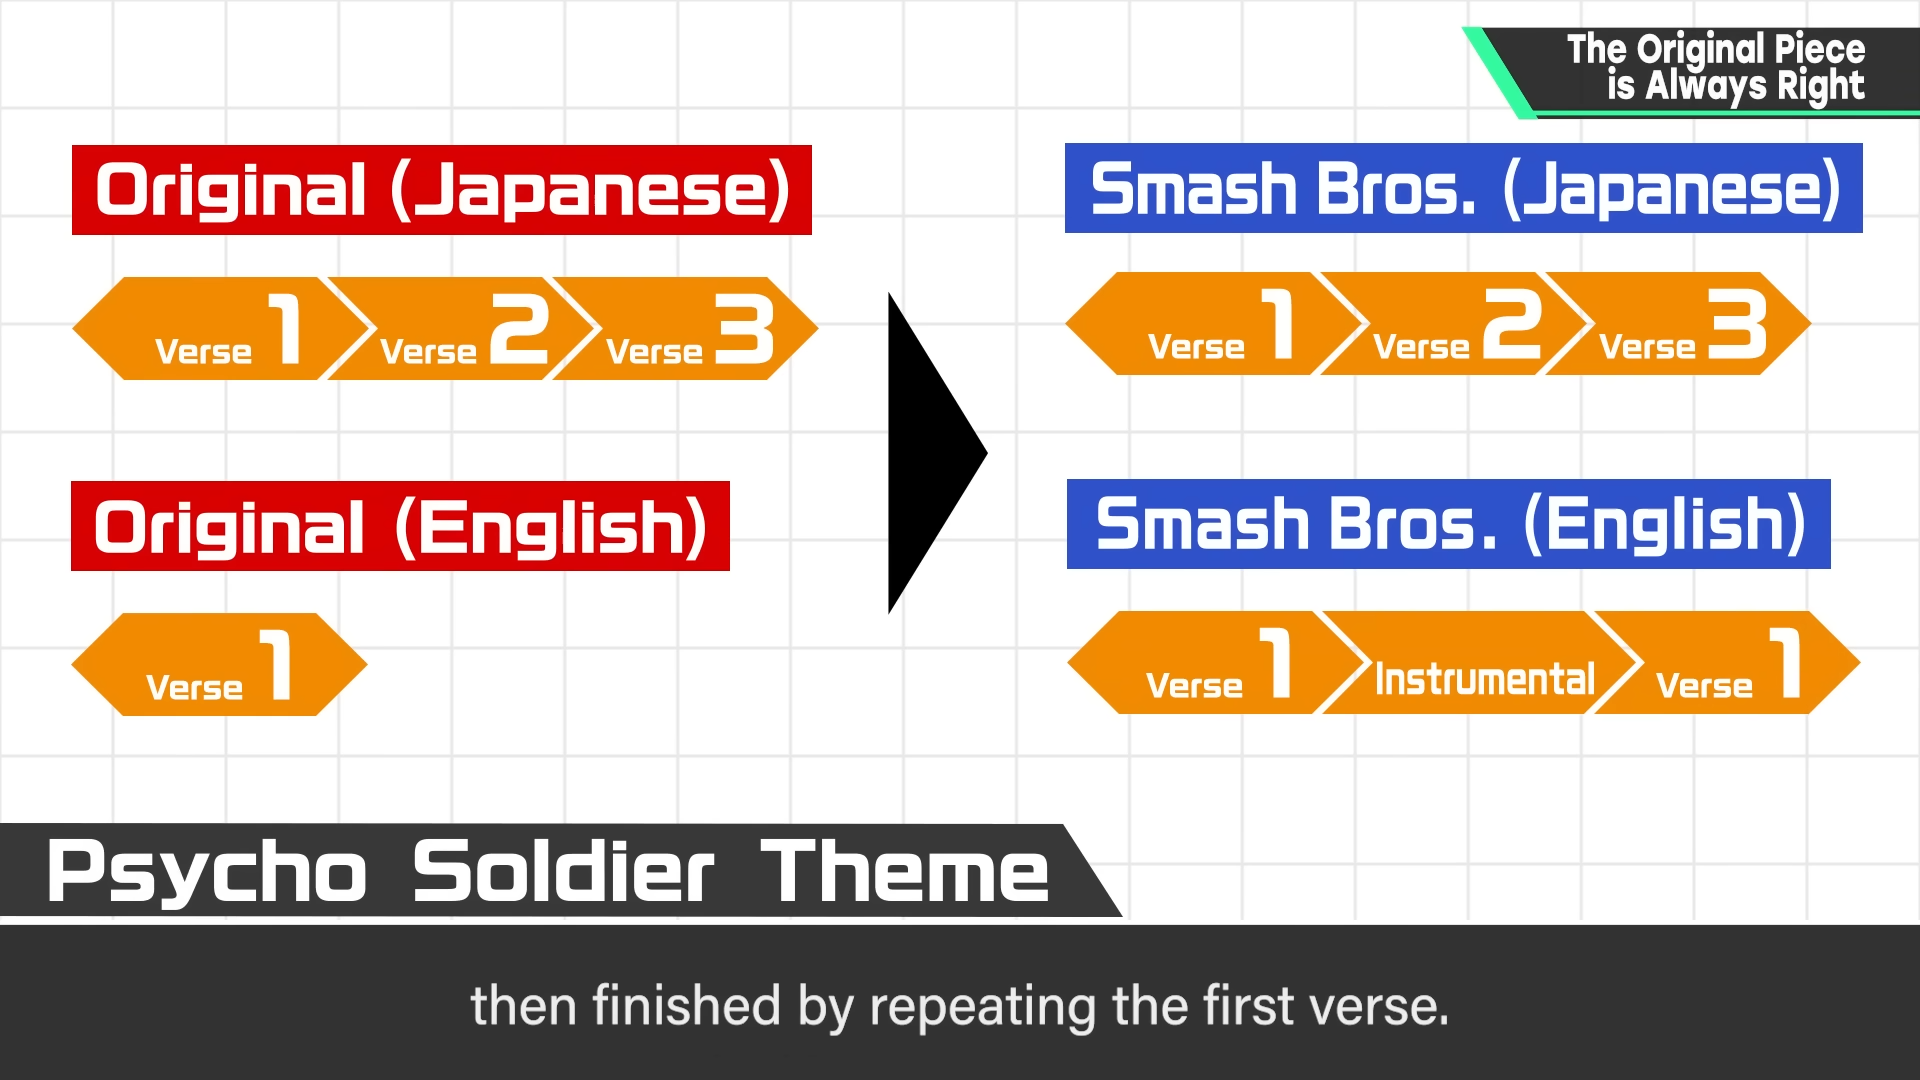 The Original Piece
is Always Right
Original (Japanese)
Verse 1 Verse 2 Verse 3
Original (English)
Verse 1
Smash Bros. (Japanese)
Verse 1 Verse 2 Verse 3
Smash Bros. (English)
Verse 1 Instrumental Verse 1
Psycho Soldier Theme
then finished by repeating the first verse.